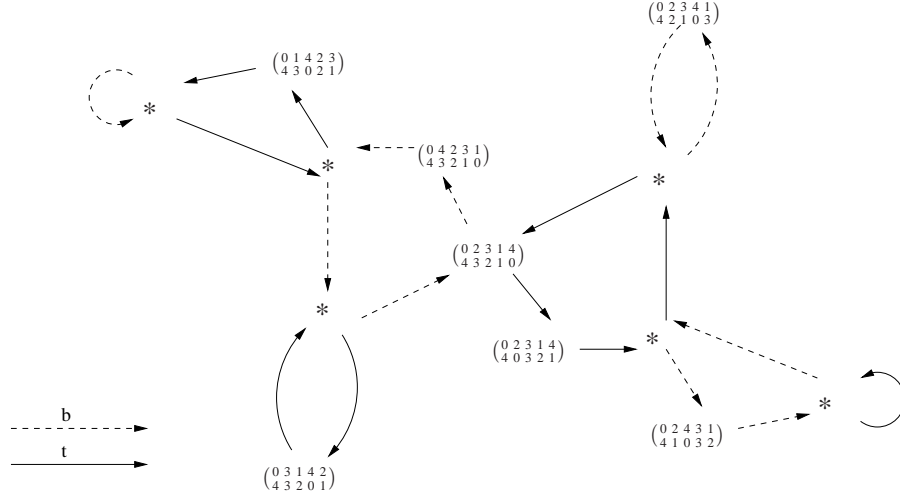 (0 2 3 4 1
4 2 1 0 3)
(0 1 4 2 3
4 3 0 2 1)
*
*
(0 4 2 3 1
4 3 2 1 0)
*
(0 2 3 1 4
4 3 2 1 0)
*
(0 2 3 1 4
4 0 3 2 1)
*
*
b
(0 2 4 3 1
4 1 0 3 2)
t
(0 3 1 4 2
4 3 2 0 1)